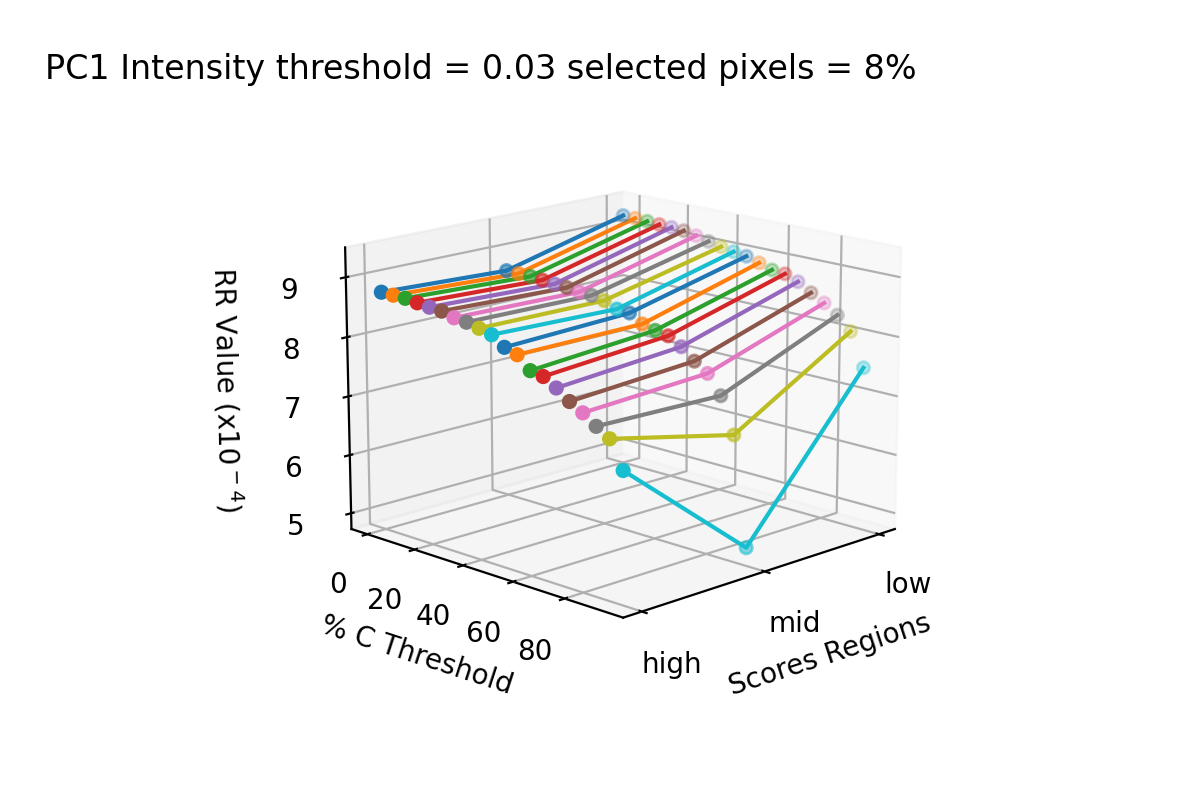 PC1 Intensity threshold = 0.03 selected pixels = 8%
RR Value (x10⁻⁴)
9
8
7
6
5
0
20
40
60
80
% C Threshold
high
mid
low
Scores Regions